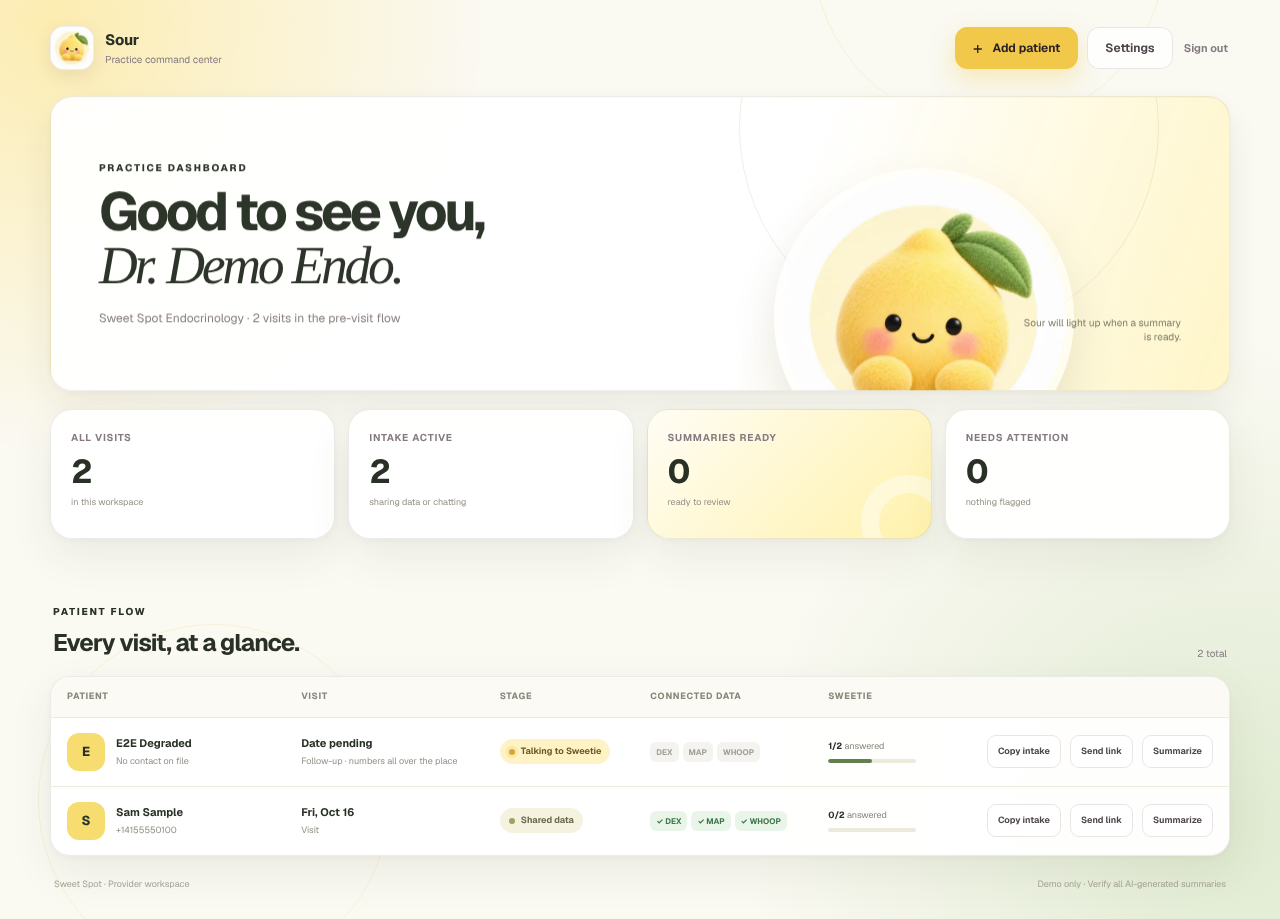 Sour
Practice command center
+ Add patient
Settings
Sign out
PRACTICE DASHBOARD
Good to see you,
Dr. Demo Endo.
Sweet Spot Endocrinology · 2 visits in the pre-visit flow
Sour will light up when a summary
is ready.
ALL VISITS
2
in this workspace
INTAKE ACTIVE
2
sharing data or chatting
SUMMARIES READY
0
ready to review
NEEDS ATTENTION
0
nothing flagged
PATIENT FLOW
Every visit, at a glance.
2 total
PATIENT
VISIT
STAGE
CONNECTED DATA
SWEETIE
E
E2E Degraded
No contact on file
Date pending
Follow-up · numbers all over the place
Talking to Sweetie
DEX
MAP
WHOOP
1/2 answered
Copy intake
Send link
Summarize
S
Sam Sample
+14155550100
Fri, Oct 16
Visit
Shared data
✓ DEX
✓ MAP
✓ WHOOP
0/2 answered
Copy intake
Send link
Summarize
Sweet Spot · Provider workspace
Demo only · Verify all AI-generated summaries